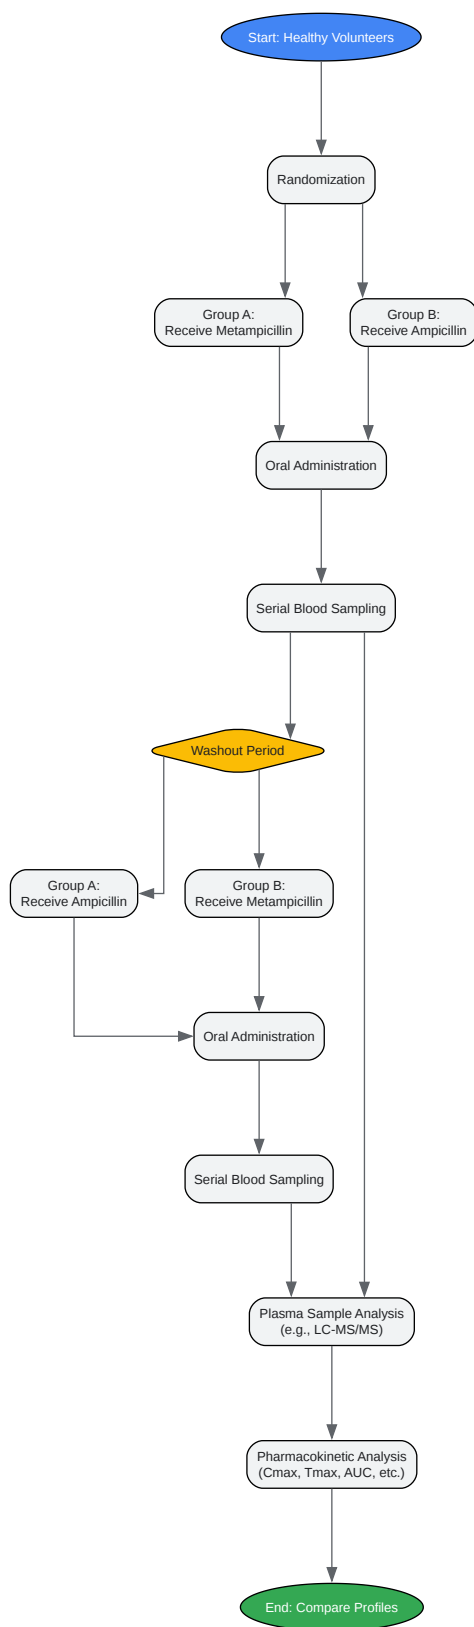 Start: Healthy Volunteers
Randomization
Group A:
Receive Metampicillin
Group B:
Receive Ampicillin
Oral Administration
Serial Blood Sampling
Washout Period
Group A:
Receive Ampicillin
Group B:
Receive Metampicillin
Oral Administration
Serial Blood Sampling
Plasma Sample Analysis
(e.g., LC-MS/MS)
Pharmacokinetic Analysis
(Cmax, Tmax, AUC, etc.)
End: Compare Profiles